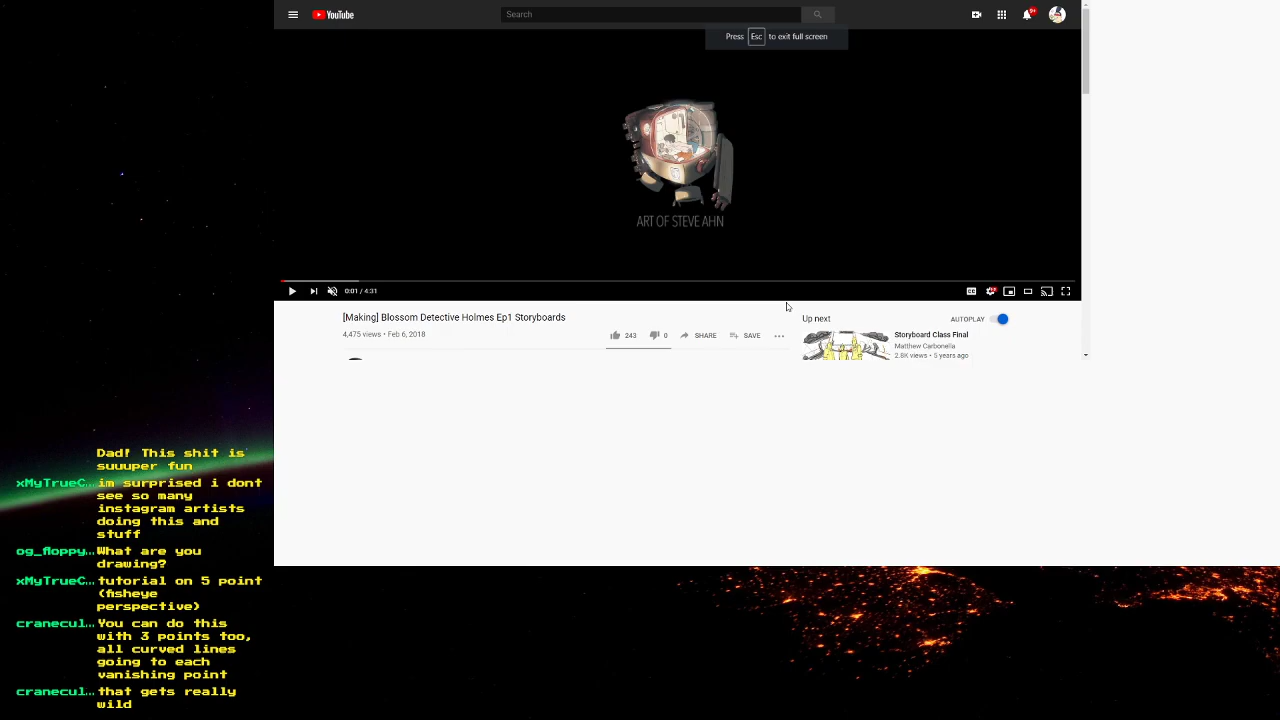 YouTube
Search
9+
Press Esc to exit full screen
ART OF STEVE AHN
0:01 / 4:31
[Making] Blossom Detective Holmes Ep1 Storyboards
4,475 views • Feb 6, 2018
243
0
SHARE
SAVE
Up next
AUTOPLAY
Storyboard Class Final
Matthew Carbonella
2.8K views • 5 years ago
Dad! This shit is
suuuper fun
xMyTrueC… im surprised i dont
see so many
instagram artists
doing this and
stuff
og_floppy… What are you
drawing?
xMyTrueC… tutorial on 5 point
(fisheye
perspective)
cranecul… You can do this
with 3 points too,
all curved lines
going to each
vanishing point
cranecul… that gets really
wild